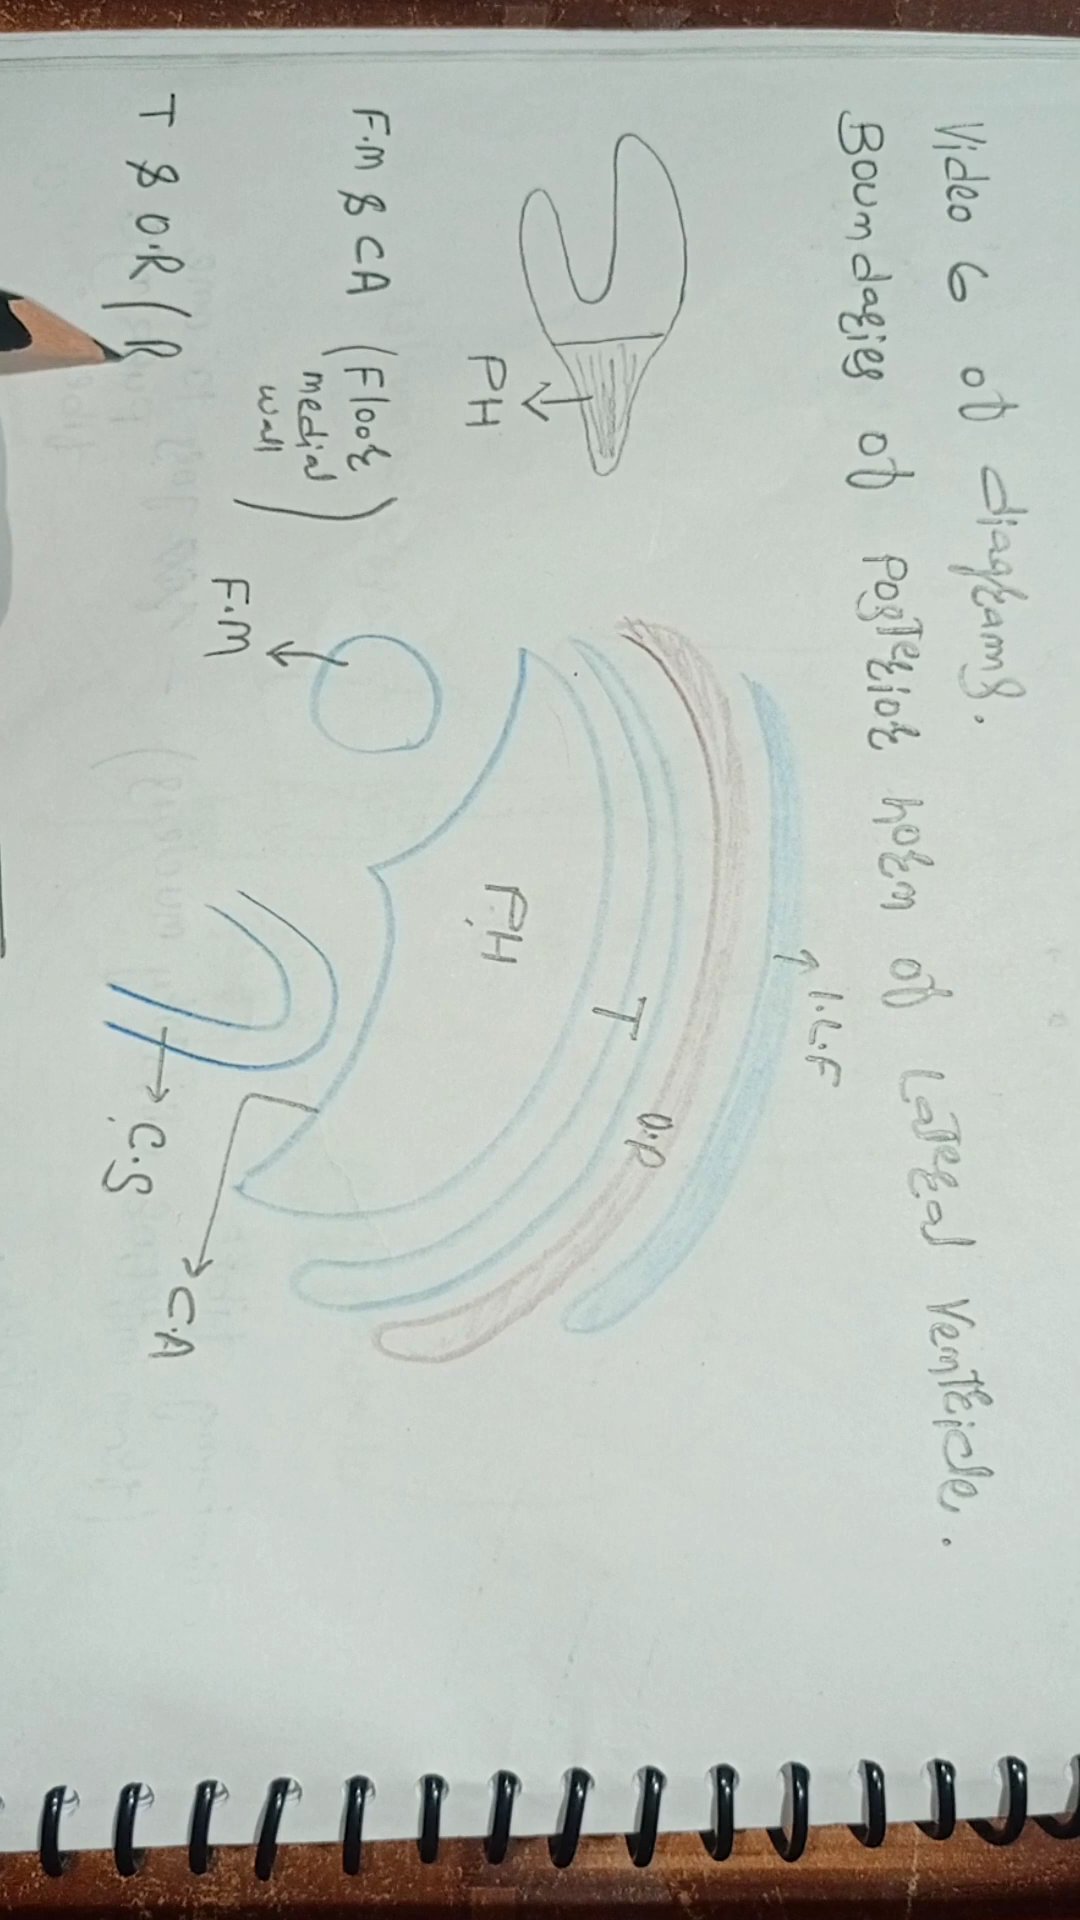 Video 6 of diagrams.
Boundaries of Posterior horn of Lateral Ventricle.
PH
I.L.F
O.R
T
P.H
F.M & CA (Floor
medial
wall)
F.M
C.A
C.S
T & O.R (R